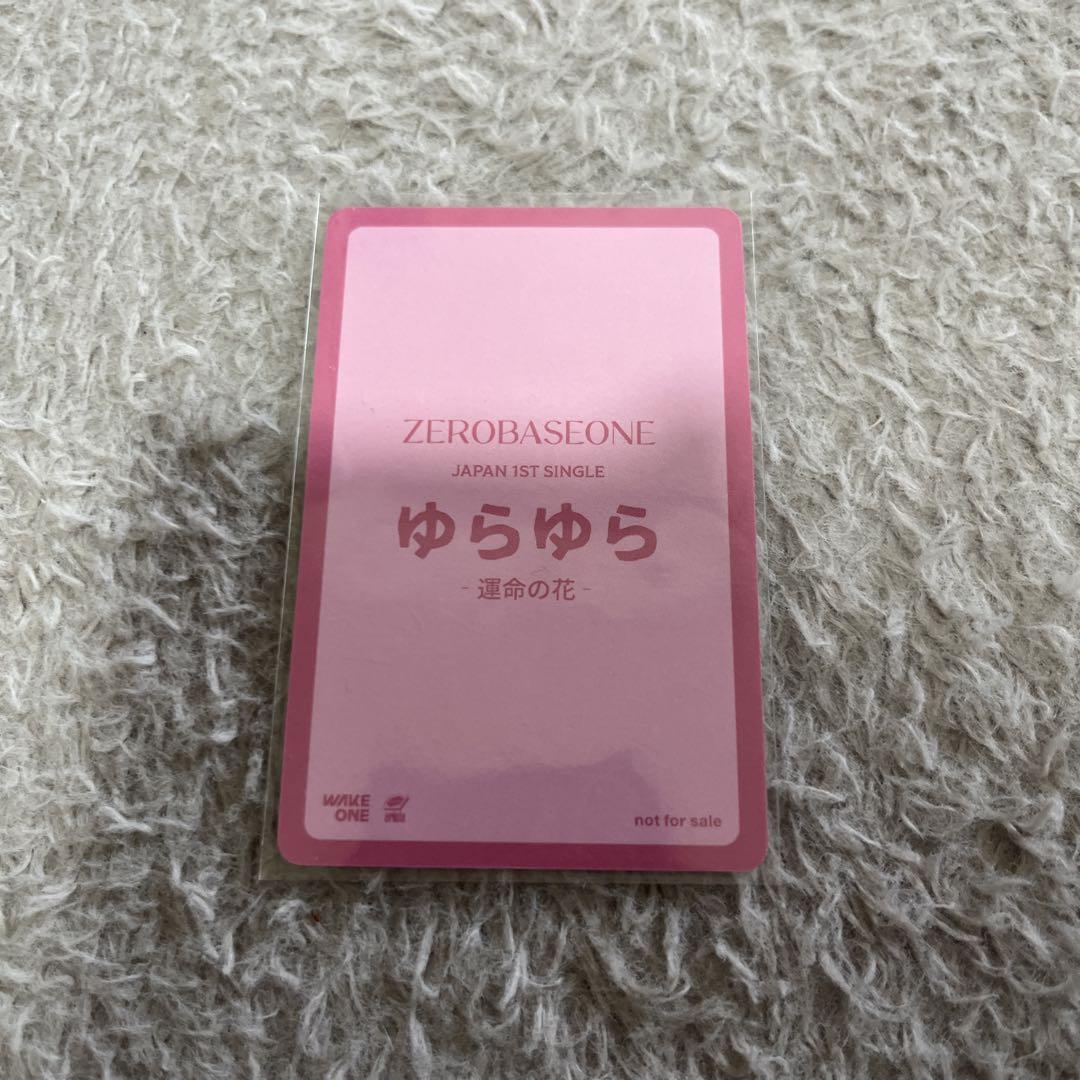 ZEROBASEONE
JAPAN 1ST SINGLE
ゆらゆら
- 運命の花 -
WAKE
ONE
not for sale